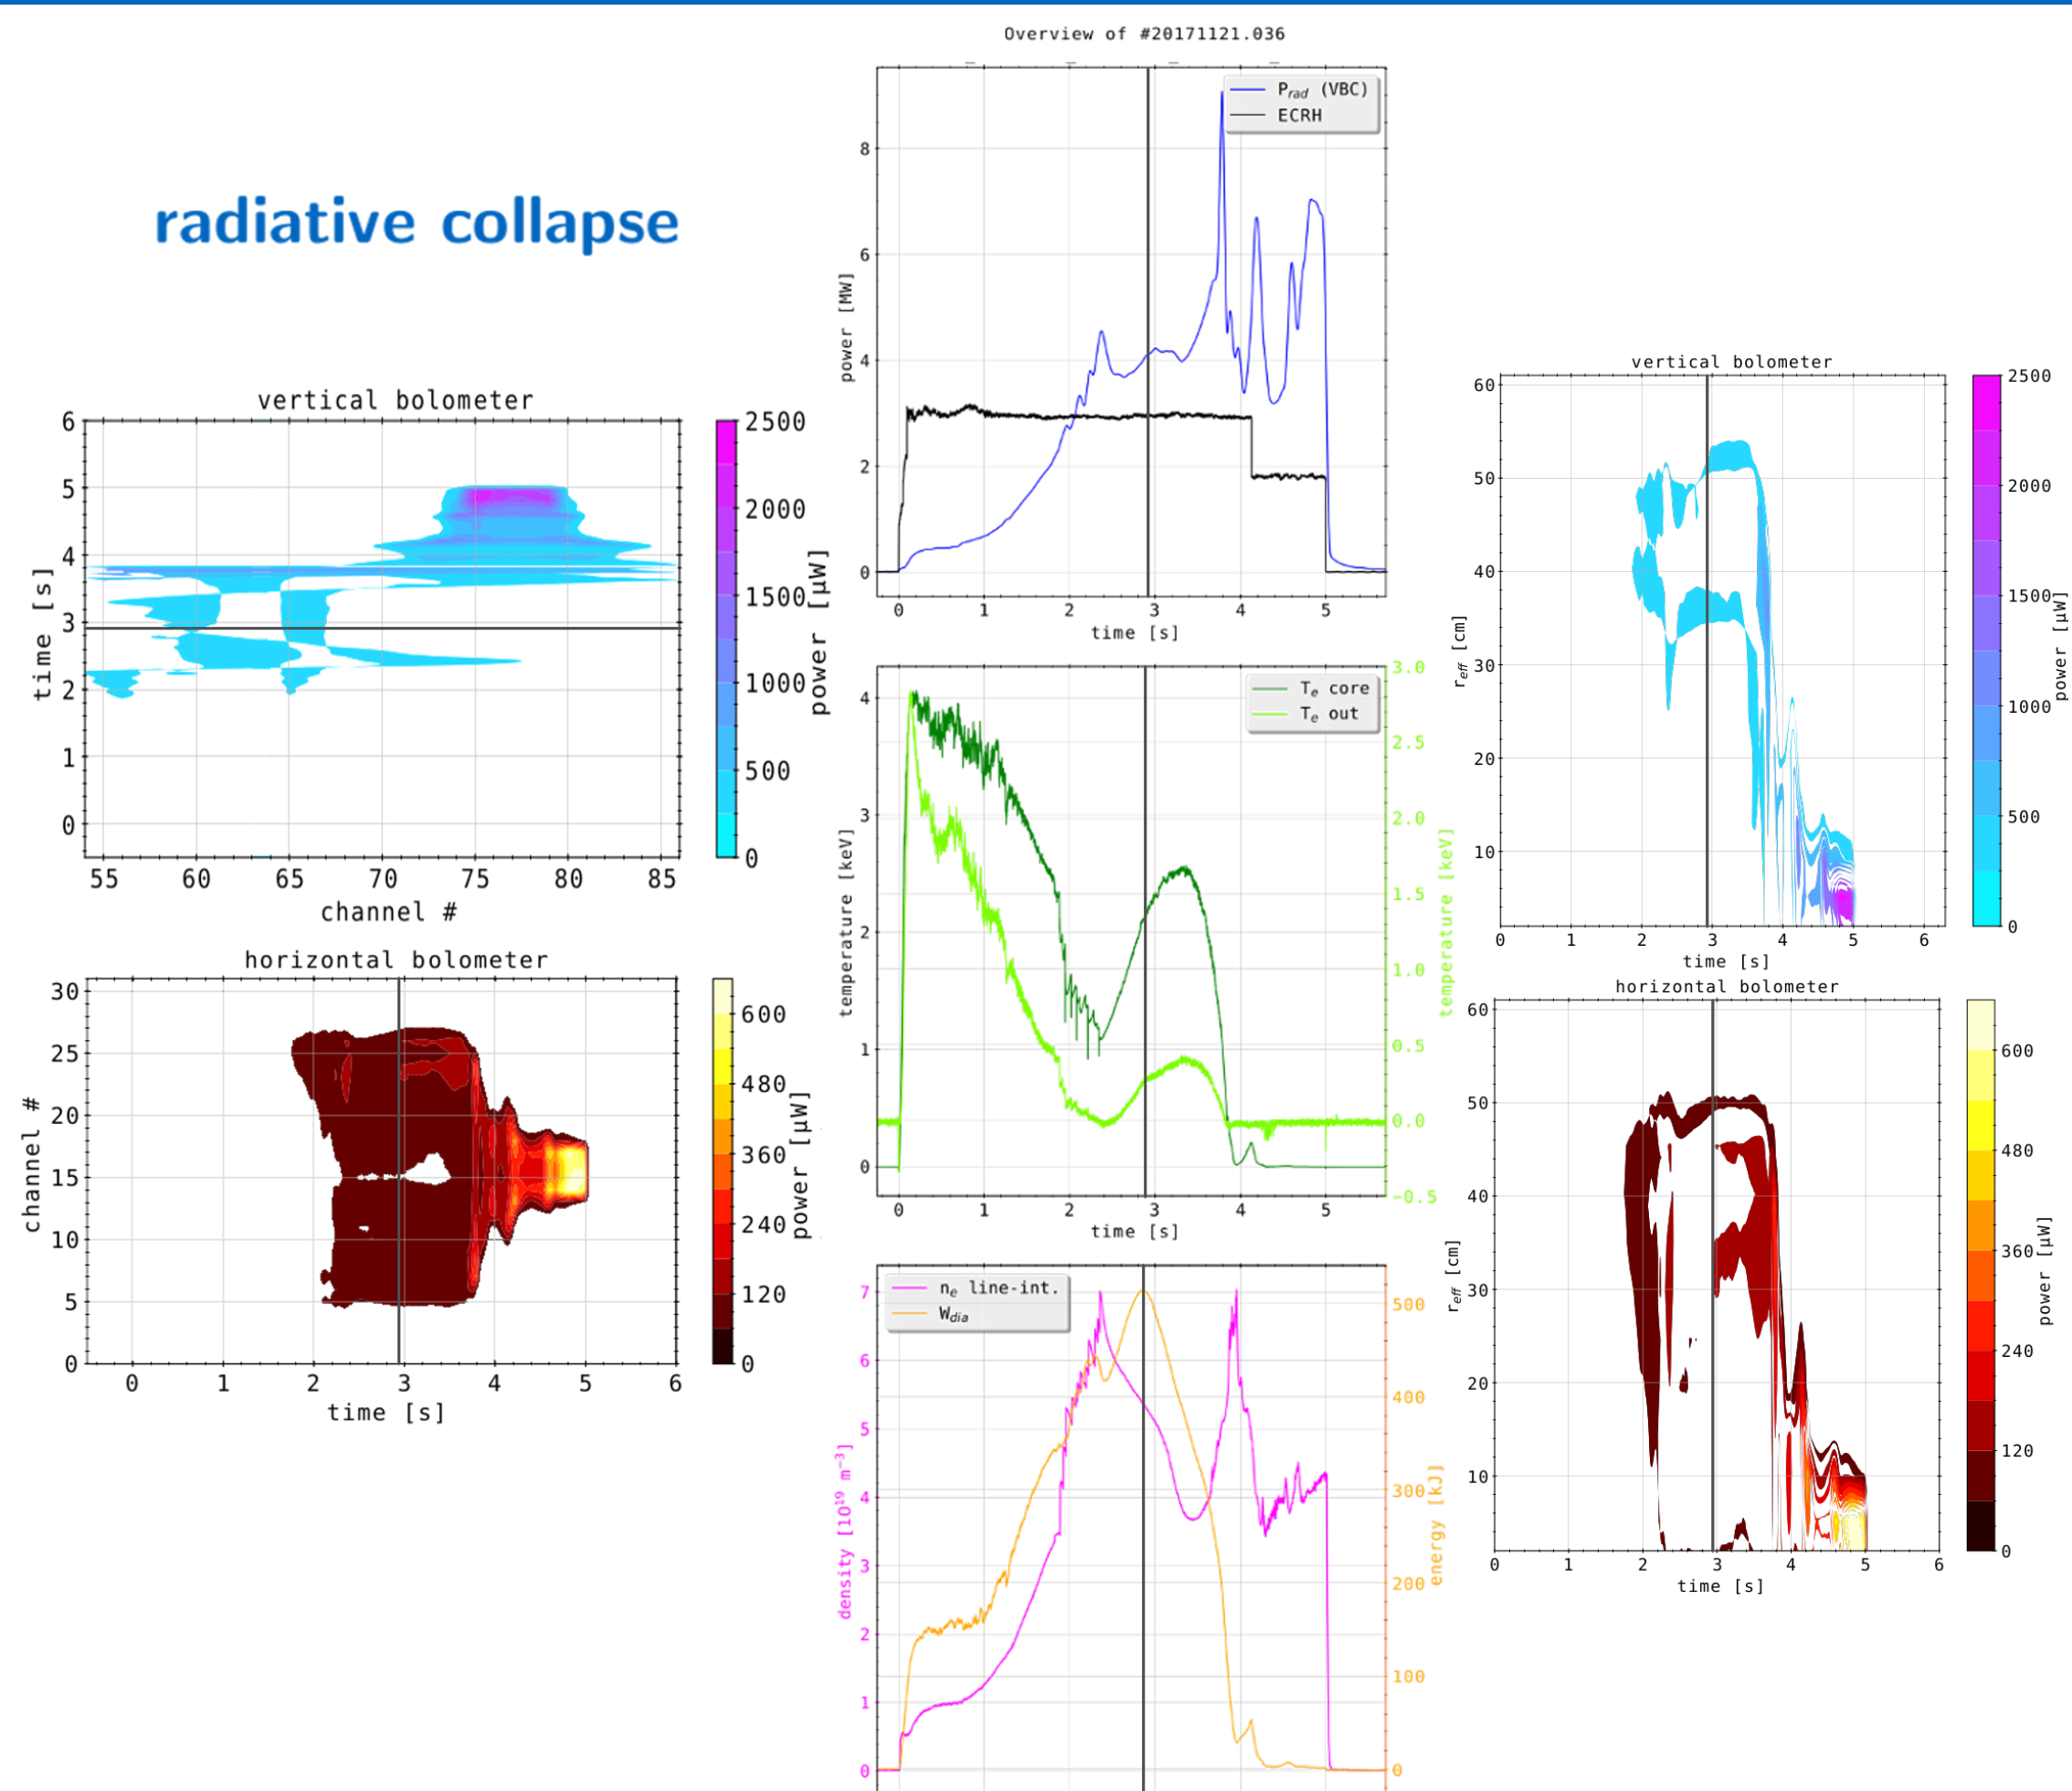 Overview of #20171121.036
radiative collapse
P_rad (VBC)
ECRH
8
6
4
2
0
power [MW]
0 1 2 3 4 5
time [s]
vertical bolometer
6
5
4
3
2
1
0
time [s]
55 60 65 70 75 80 85
channel #
2500
2000
1500
1000
500
0
power [μW]
horizontal bolometer
30
25
20
15
10
5
0
channel #
0 1 2 3 4 5 6
time [s]
600
480
360
240
120
0
power [μW]
T_e core
T_e out
4
3
2
1
0
temperature [keV]
3.0
2.5
2.0
1.5
1.0
0.5
0.0
−0.5
temperature [keV]
0 1 2 3 4 5
time [s]
n_e line-int.
W_dia
7
6
5
4
3
2
1
0
density [10¹⁹ m⁻³]
500
400
300
200
100
0
energy [kJ]
vertical bolometer
60
50
40
30
20
10
r_eff [cm]
0 1 2 3 4 5 6
time [s]
2500
2000
1500
1000
500
0
power [μW]
horizontal bolometer
60
50
40
30
20
10
r_eff [cm]
0 1 2 3 4 5 6
time [s]
600
480
360
240
120
0
power [μW]